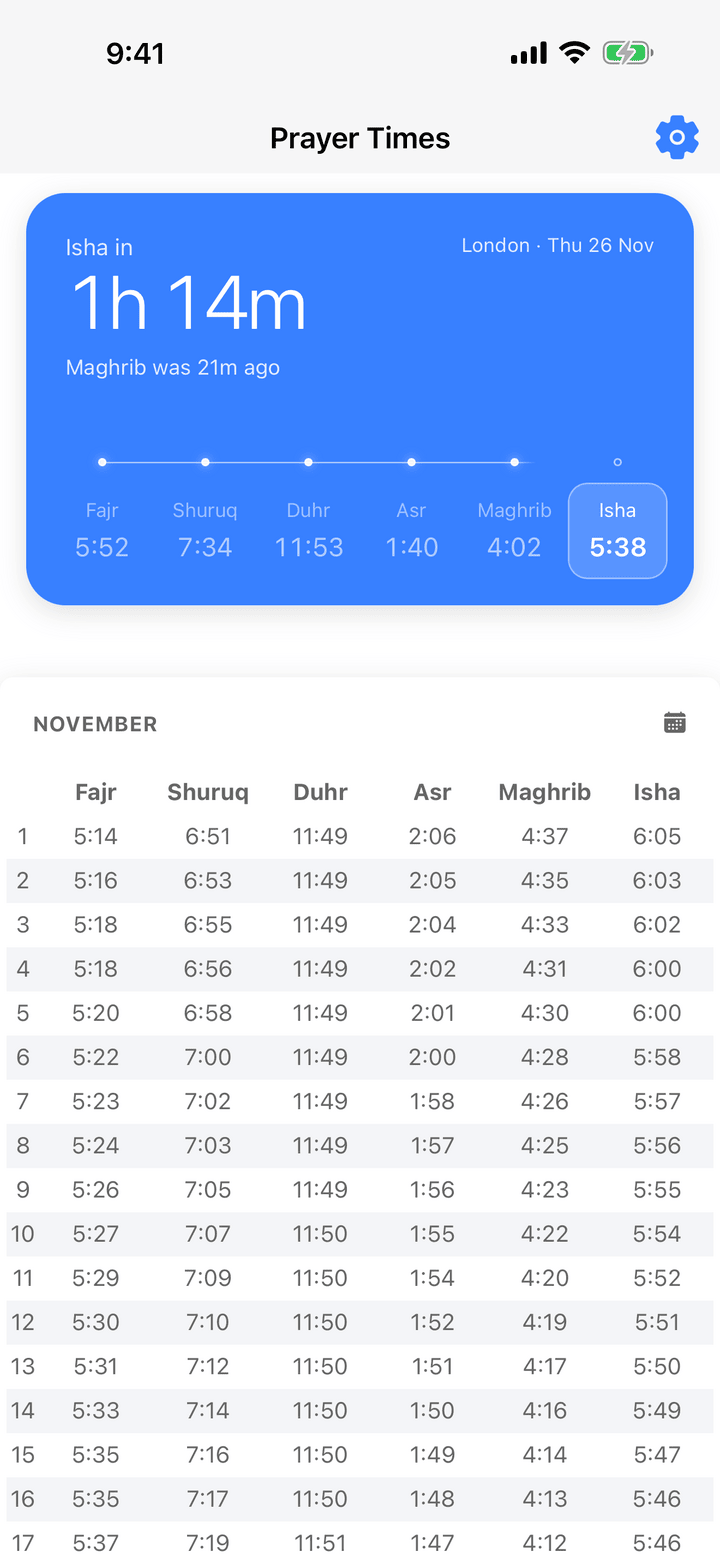 9:41
Prayer Times
Isha in
London · Thu 26 Nov
1h 14m
Maghrib was 21m ago
Fajr Shuruq Duhr Asr Maghrib Isha
5:52 7:34 11:53 1:40 4:02 5:38
NOVEMBER
Fajr Shuruq Duhr Asr Maghrib Isha
1 5:14 6:51 11:49 2:06 4:37 6:05
2 5:16 6:53 11:49 2:05 4:35 6:03
3 5:18 6:55 11:49 2:04 4:33 6:02
4 5:18 6:56 11:49 2:02 4:31 6:00
5 5:20 6:58 11:49 2:01 4:30 6:00
6 5:22 7:00 11:49 2:00 4:28 5:58
7 5:23 7:02 11:49 1:58 4:26 5:57
8 5:24 7:03 11:49 1:57 4:25 5:56
9 5:26 7:05 11:49 1:56 4:23 5:55
10 5:27 7:07 11:50 1:55 4:22 5:54
11 5:29 7:09 11:50 1:54 4:20 5:52
12 5:30 7:10 11:50 1:52 4:19 5:51
13 5:31 7:12 11:50 1:51 4:17 5:50
14 5:33 7:14 11:50 1:50 4:16 5:49
15 5:35 7:16 11:50 1:49 4:14 5:47
16 5:35 7:17 11:50 1:48 4:13 5:46
17 5:37 7:19 11:51 1:47 4:12 5:46